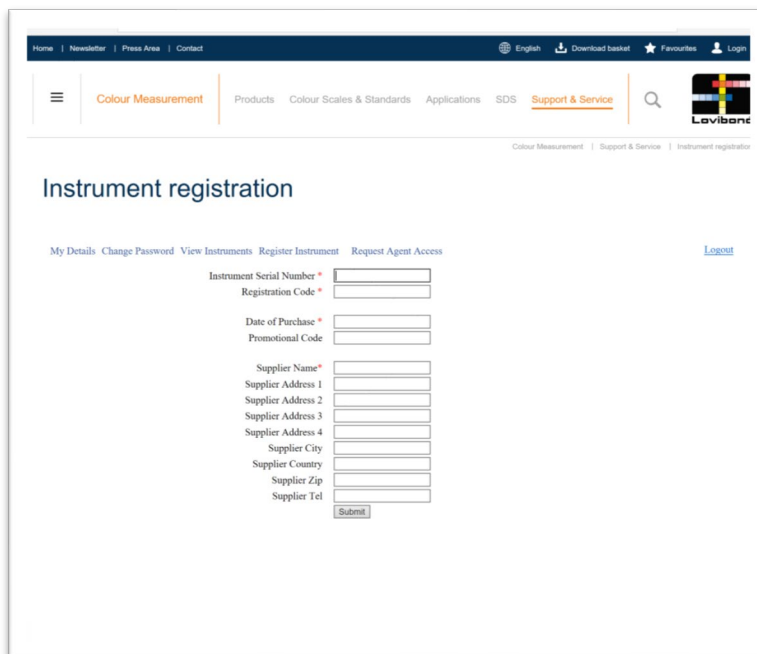 Home | Newsletter | Press Area | Contact English Download basket Favourites Login
Colour Measurement Products Colour Scales & Standards Applications SDS Support & Service
Lovibond
Colour Measurement | Support & Service | Instrument registration
Instrument registration
My Details Change Password View Instruments Register Instrument Request Agent Access Logout
Instrument Serial Number *
Registration Code *
Date of Purchase *
Promotional Code
Supplier Name*
Supplier Address 1
Supplier Address 2
Supplier Address 3
Supplier Address 4
Supplier City
Supplier Country
Supplier Zip
Supplier Tel
Submit